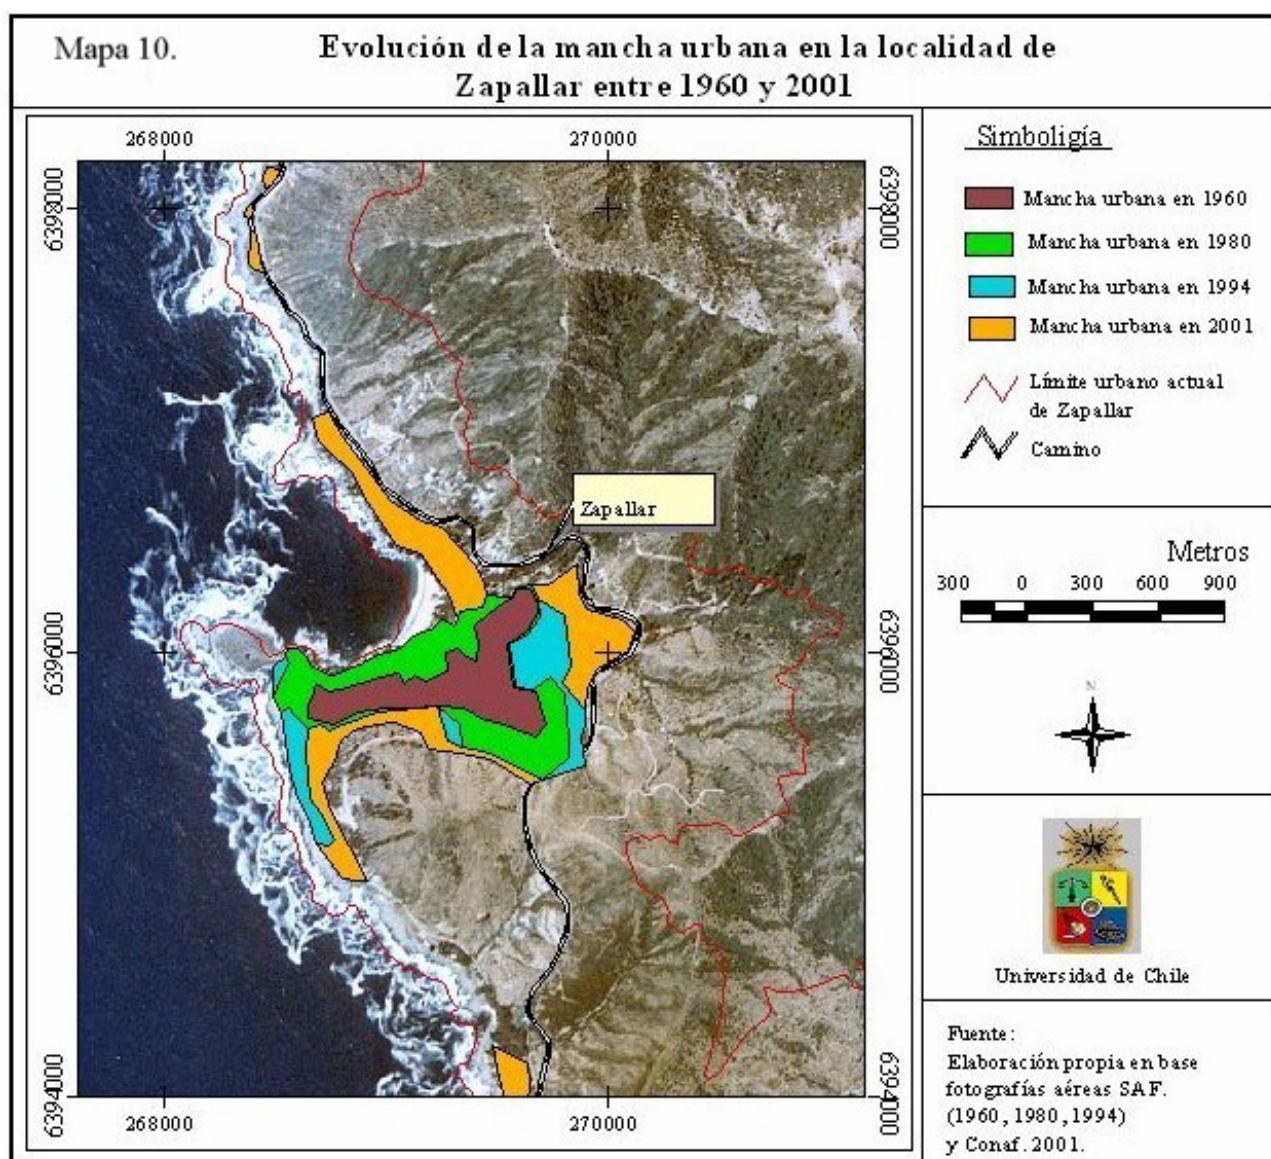 Mapa 10.
Evolución de la mancha urbana en la localidad de
Zapallar entre 1960 y 2001
268000
270000
6398000
6398000
Zapallar
6396000
6396000
6394000
6394000
268000
270000
Simboligía
Mancha urbana en 1960
Mancha urbana en 1980
Mancha urbana en 1994
Mancha urbana en 2001
Límite urbano actual
de Zapallar
Camino
Metros
300 0 300 600 900
N
Universidad de Chile
Fuente:
Elaboración propia en base
fotografías aéreas SAF.
(1960, 1980, 1994)
y Conaf. 2001.